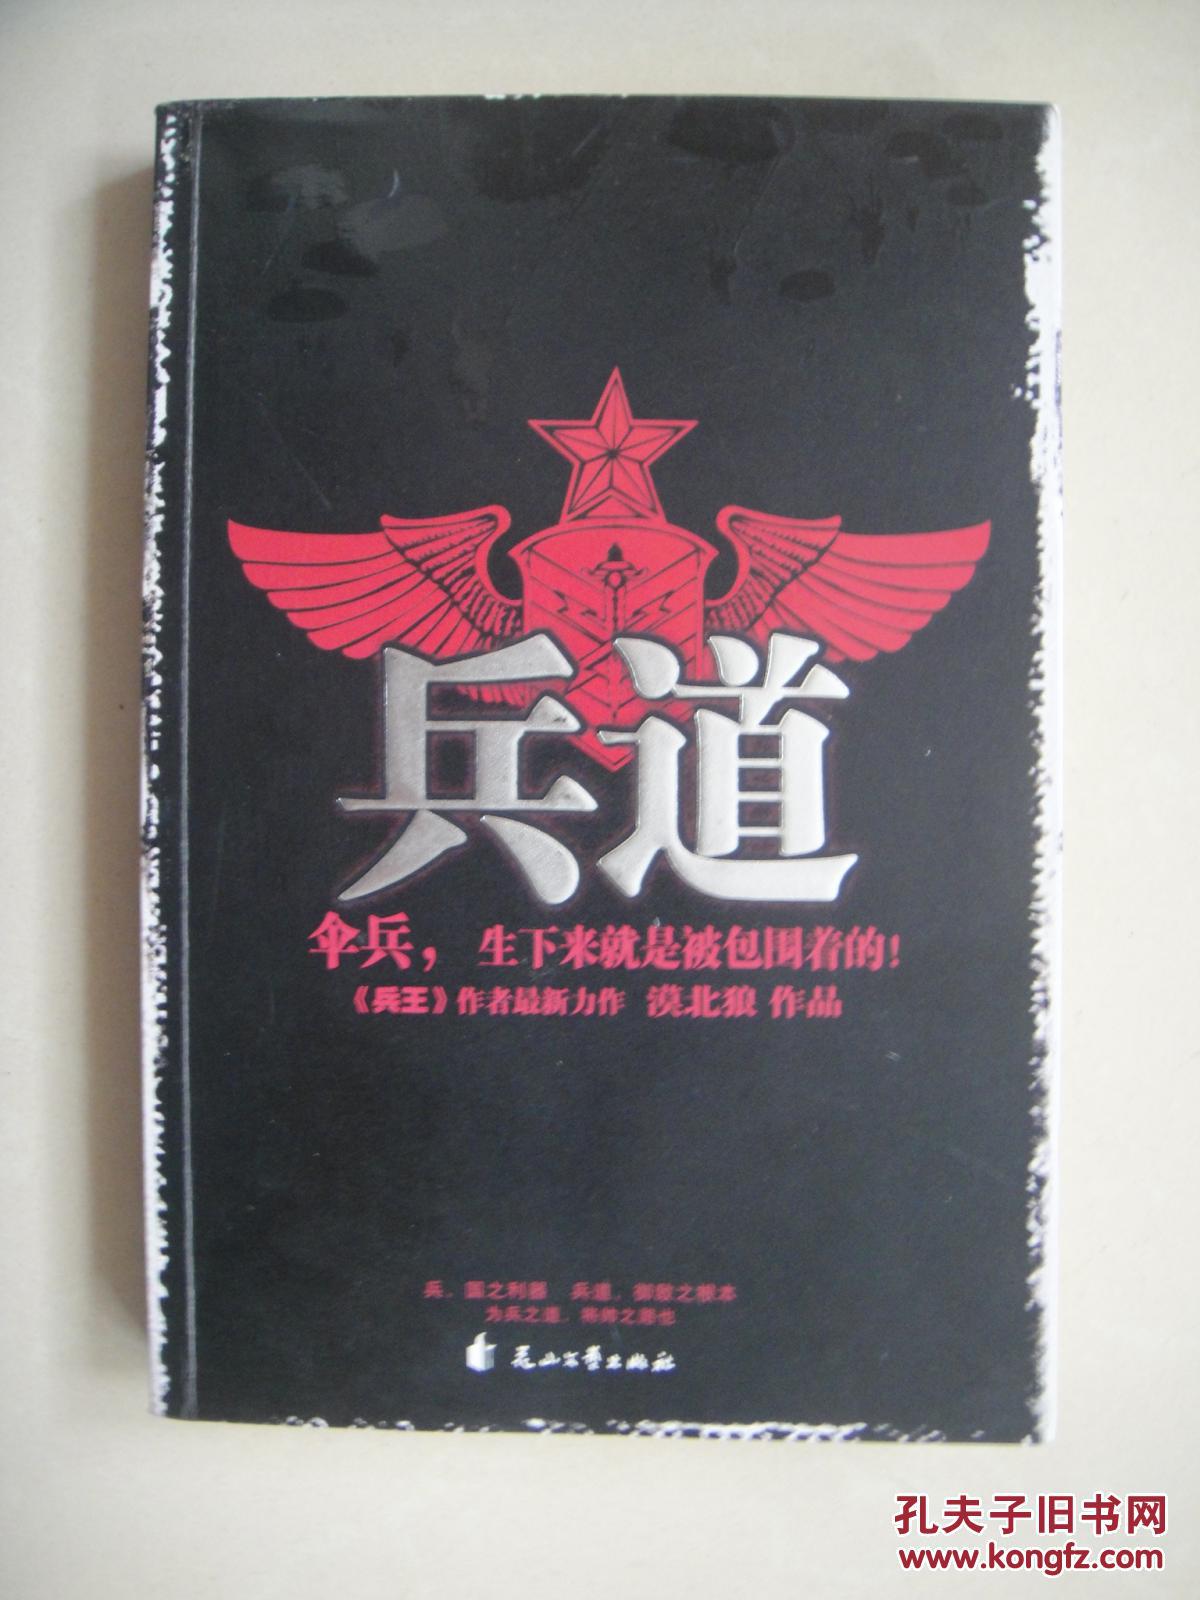 兵道
伞兵，生下来就是被包围着的！
《兵王》作者最新力作 漠北狼 作品
兵，国之利器 兵道，御敌之根本
为兵之道，将帅之路也
花山文艺出版社
孔夫子旧书网
www.kongfz.com